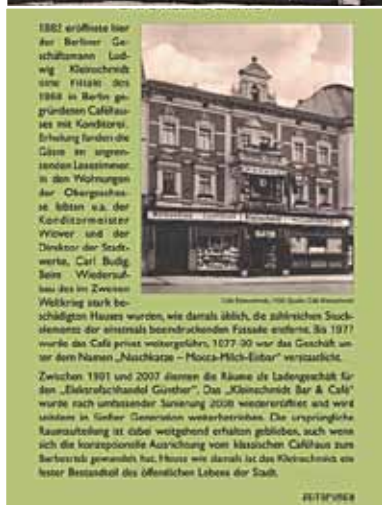 1882 eröffnete hier
der Berliner Ge-
schäftsmann Lud-
wig Kleinschmidt
eine Filiale des
1868 in Berlin ge-
gründeten Caféhau-
ses mit Konditorei.
Erholung fanden die
Gäste im angren-
zenden Lesezimmer.
In den Wohnungen
der Obergeschos-
se lebten u.a. der
Konditormeister
und der
Direktor der Stadt-
werke, Carl Budig.
Beim Wiederauf-
bau des im Zweiten
Weltkrieg stark be-
schädigten Hauses wurden, wie damals üblich, die zahlreichen Stuck-
elemente der einstmals beeindruckenden Fassade entfernt. Bis 1977
wurde das Café privat weitergeführt, 1977-90 war das Geschäft un-
ter dem Namen „Naschkatze – Mocca-Milch-Eisbar“ verstaatlicht.
Zwischen 1991 und 2007 dienten die Räume als Ladengeschäft für
den „Elektrofachhandel Günther“. Das „Kleinschmidt Bar & Café“
wurde nach umfassender Sanierung 2008 wiedereröffnet und wird
seitdem in fünfter Generation weiterbetrieben. Die ursprüngliche
Raumaufteilung ist dabei weitgehend erhalten geblieben, auch wenn
sich die konzeptionelle Ausrichtung vom klassischen Caféhaus zum
Barbetrieb gewandelt hat. Heute wie damals ist das Kleinschmidt ein
fester Bestandteil des öffentlichen Lebens der Stadt.
ZEITSPUREN